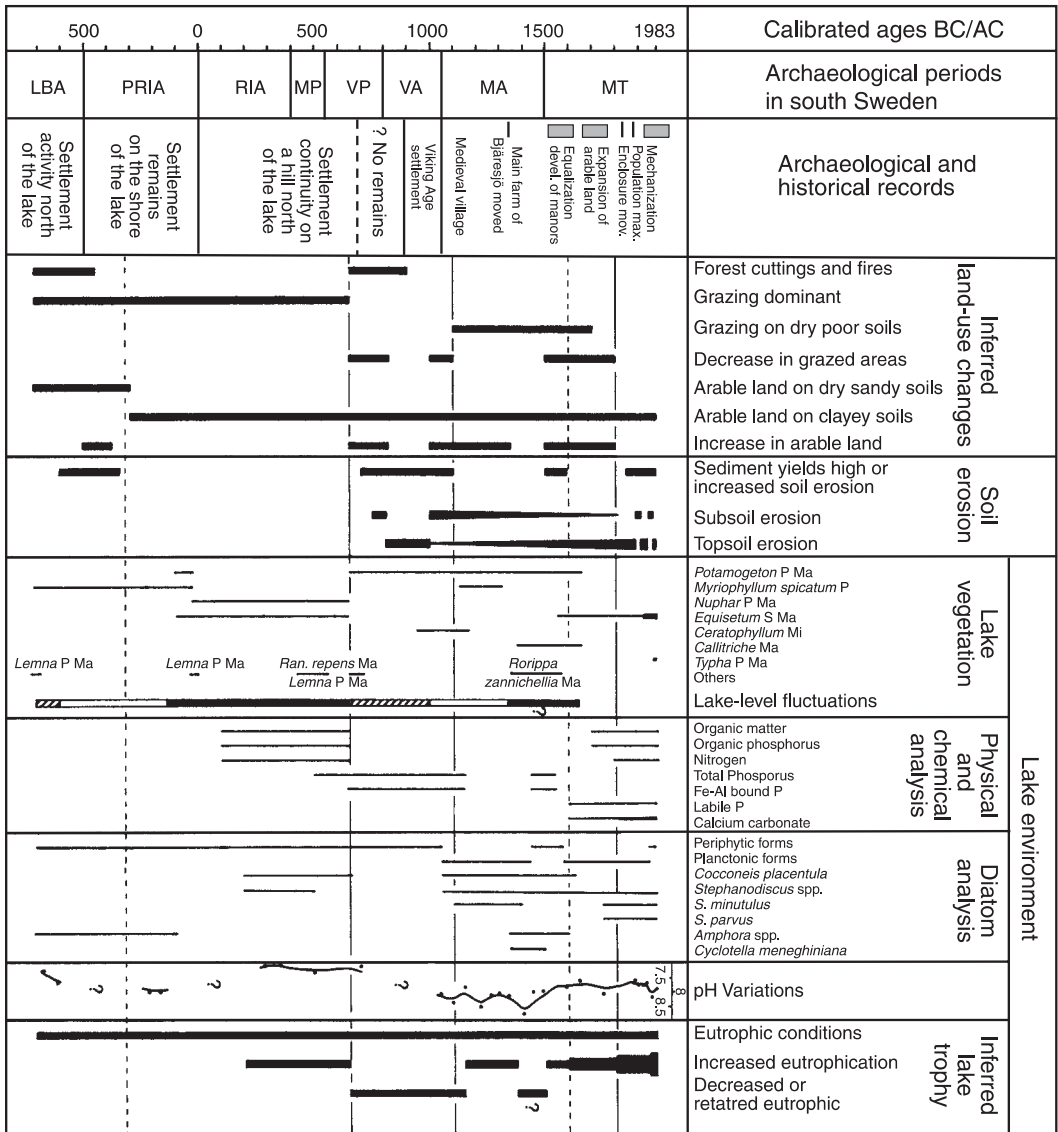 500 0 500 1000 1500 1983
Calibrated ages BC/AC
LBA PRIA RIA MP VP VA MA MT
Archaeological periods
in south Sweden
Settlement
activity north
of the lake
Settlement
remains
on the shore
of the lake
Settlement
continuity on
a hill north
of the lake
? No remains
Viking Age
settlement
Medieval village
Main farm of
Bjäresjö moved
Equalization
devel. of manors
Expansion of
arable land
Enclosure mov.
Population max.
Mechanization
Archaeological and
historical records
Forest cuttings and fires
Grazing dominant
Grazing on dry poor soils
Decrease in grazed areas
Arable land on dry sandy soils
Arable land on clayey soils
Increase in arable land
Inferred
land-use changes
Sediment yields high or
increased soil erosion
Subsoil erosion
Topsoil erosion
Soil
erosion
Potamogeton P Ma
Myriophyllum spicatum P
Nuphar P Ma
Equisetum S Ma
Ceratophyllum Mi
Callitriche Ma
Typha P Ma
Others
Lemna P Ma
Lemna P Ma
Ran. repens Ma
Lemna P Ma
Rorippa
zannichellia Ma
Lake-level fluctuations
?
Lake
vegetation
Organic matter
Organic phosphorus
Nitrogen
Total Phosporus
Fe-Al bound P
Labile P
Calcium carbonate
Physical
and
chemical
analysis
Periphytic forms
Planctonic forms
Cocconeis placentula
Stephanodiscus spp.
S. minutulus
S. parvus
Amphora spp.
Cyclotella meneghiniana
Diatom
analysis
? ? ?
7.5
8
8.5
pH Variations
Eutrophic conditions
Increased eutrophication
Decreased or
retatred eutrophic
?
Inferred
lake
trophy
Lake environment